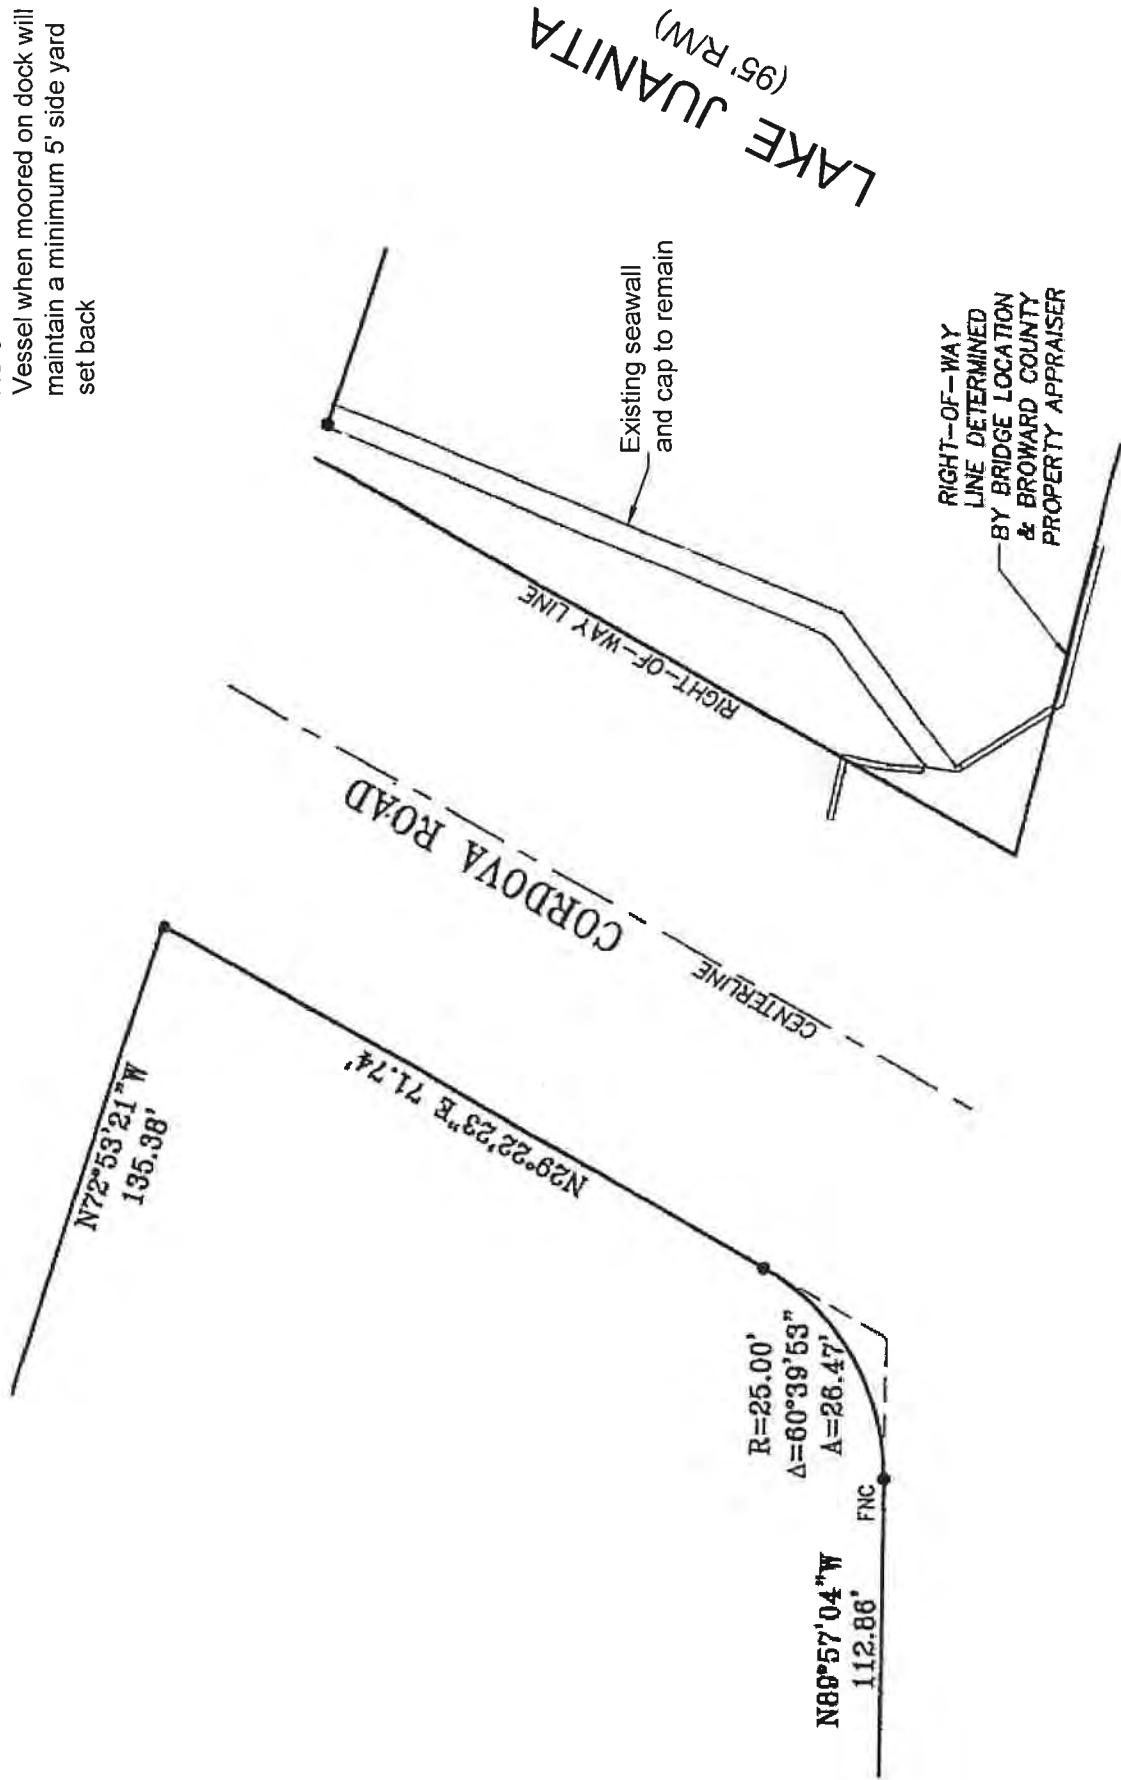 Vessel when moored on dock will
maintain a minimum 5' side yard
set back
LAKE JUANITA
(95' R/W)
Existing seawall
and cap to remain
RIGHT-OF-WAY
LINE DETERMINED
BY BRIDGE LOCATION
& BROWARD COUNTY
PROPERTY APPRAISER
RIGHT-OF-WAY LINE
CORDOVA ROAD
CENTERLINE
N72°53'21"W
135.38'
N29°22'23"E 71.74'
R=25.00'
Δ=60°39'53"
A=26.47'
FNC
N89°57'04"W
112.86'